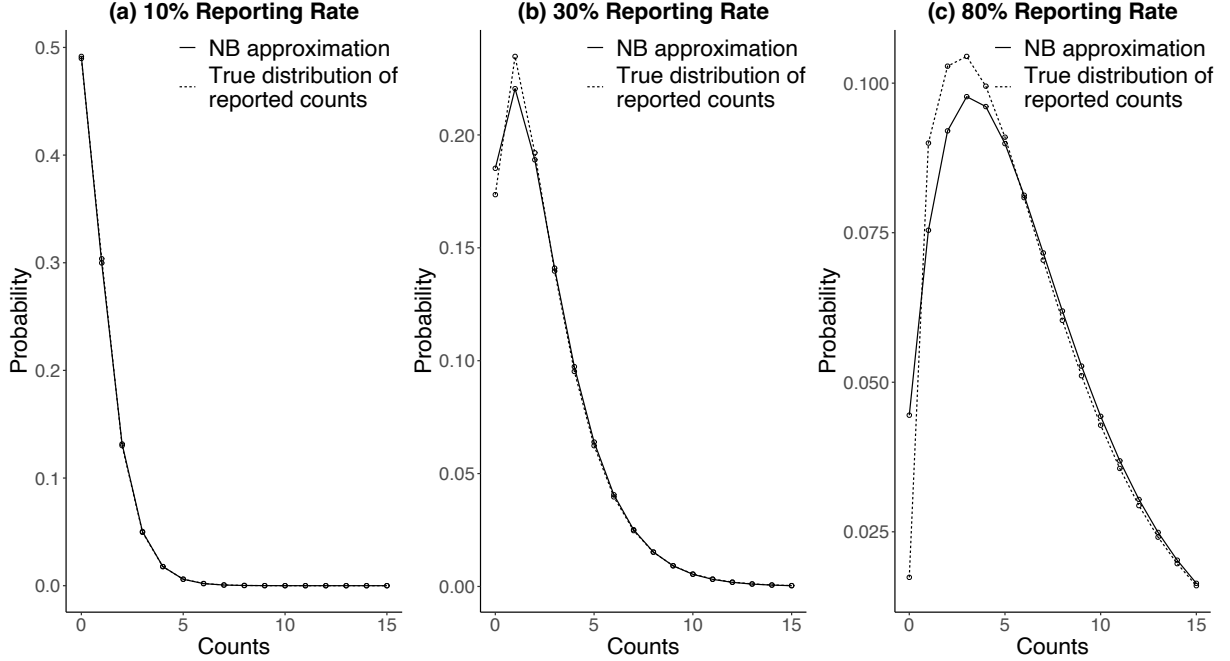 (a) 10% Reporting Rate
NB approximation
True distribution of
reported counts
0.5
0.4
0.3
0.2
0.1
0.0
Probability
0 5 10 15
Counts
(b) 30% Reporting Rate
NB approximation
True distribution of
reported counts
0.20
0.15
0.10
0.05
0.00
Probability
0 5 10 15
Counts
(c) 80% Reporting Rate
NB approximation
True distribution of
reported counts
0.100
0.075
0.050
0.025
Probability
0 5 10 15
Counts